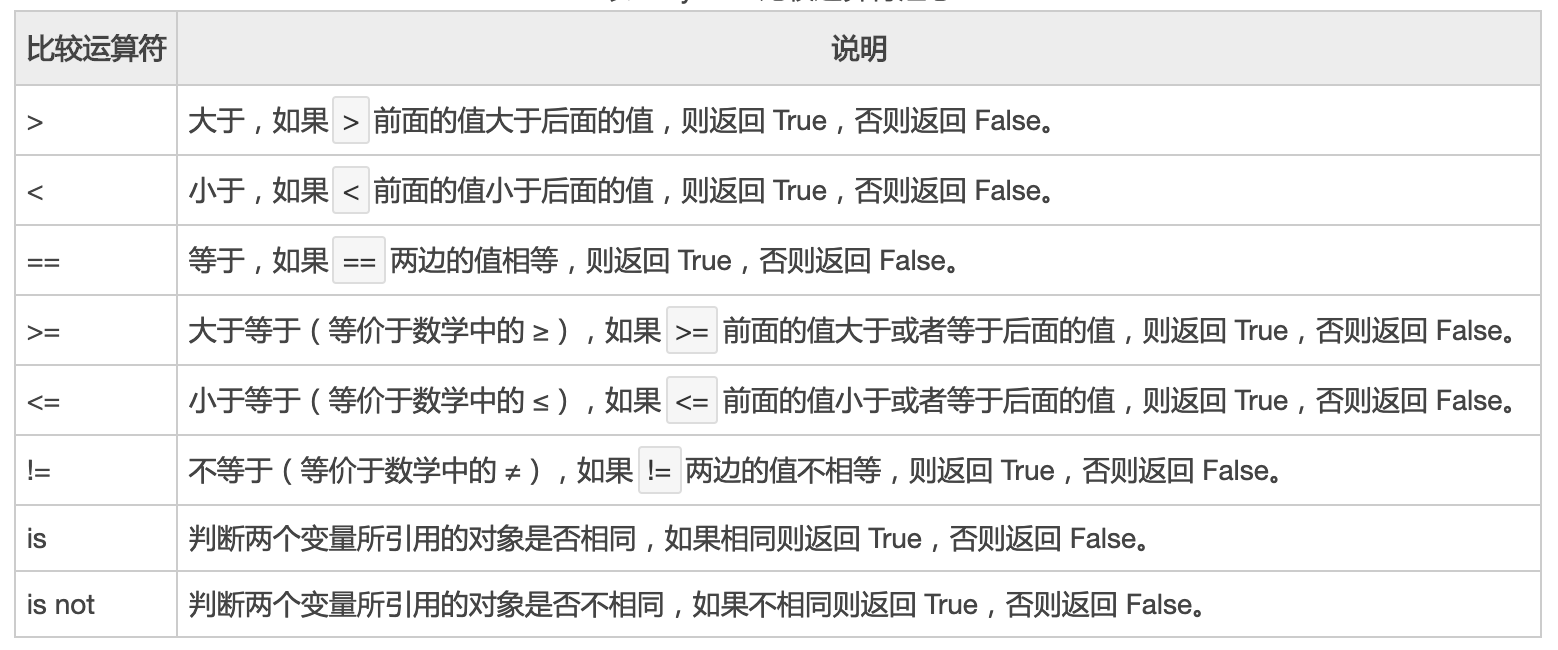 比较运算符 说明
> 大于，如果 > 前面的值大于后面的值，则返回 True，否则返回 False。
< 小于，如果 < 前面的值小于后面的值，则返回 True，否则返回 False。
== 等于，如果 == 两边的值相等，则返回 True，否则返回 False。
>= 大于等于（等价于数学中的 ≥），如果 >= 前面的值大于或者等于后面的值，则返回 True，否则返回 False。
<= 小于等于（等价于数学中的 ≤），如果 <= 前面的值小于或者等于后面的值，则返回 True，否则返回 False。
!= 不等于（等价于数学中的 ≠），如果 != 两边的值不相等，则返回 True，否则返回 False。
is 判断两个变量所引用的对象是否相同，如果相同则返回 True，否则返回 False。
is not 判断两个变量所引用的对象是否不相同，如果不相同则返回 True，否则返回 False。